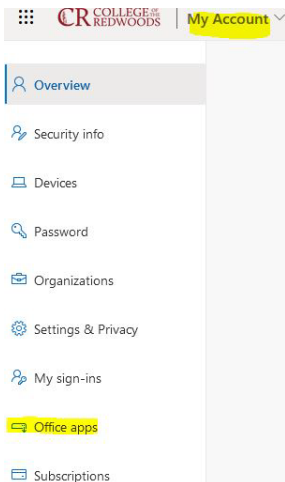 CR COLLEGE OF THE
REDWOODS
My Account
Overview
Security info
Devices
Password
Organizations
Settings & Privacy
My sign-ins
Office apps
Subscriptions